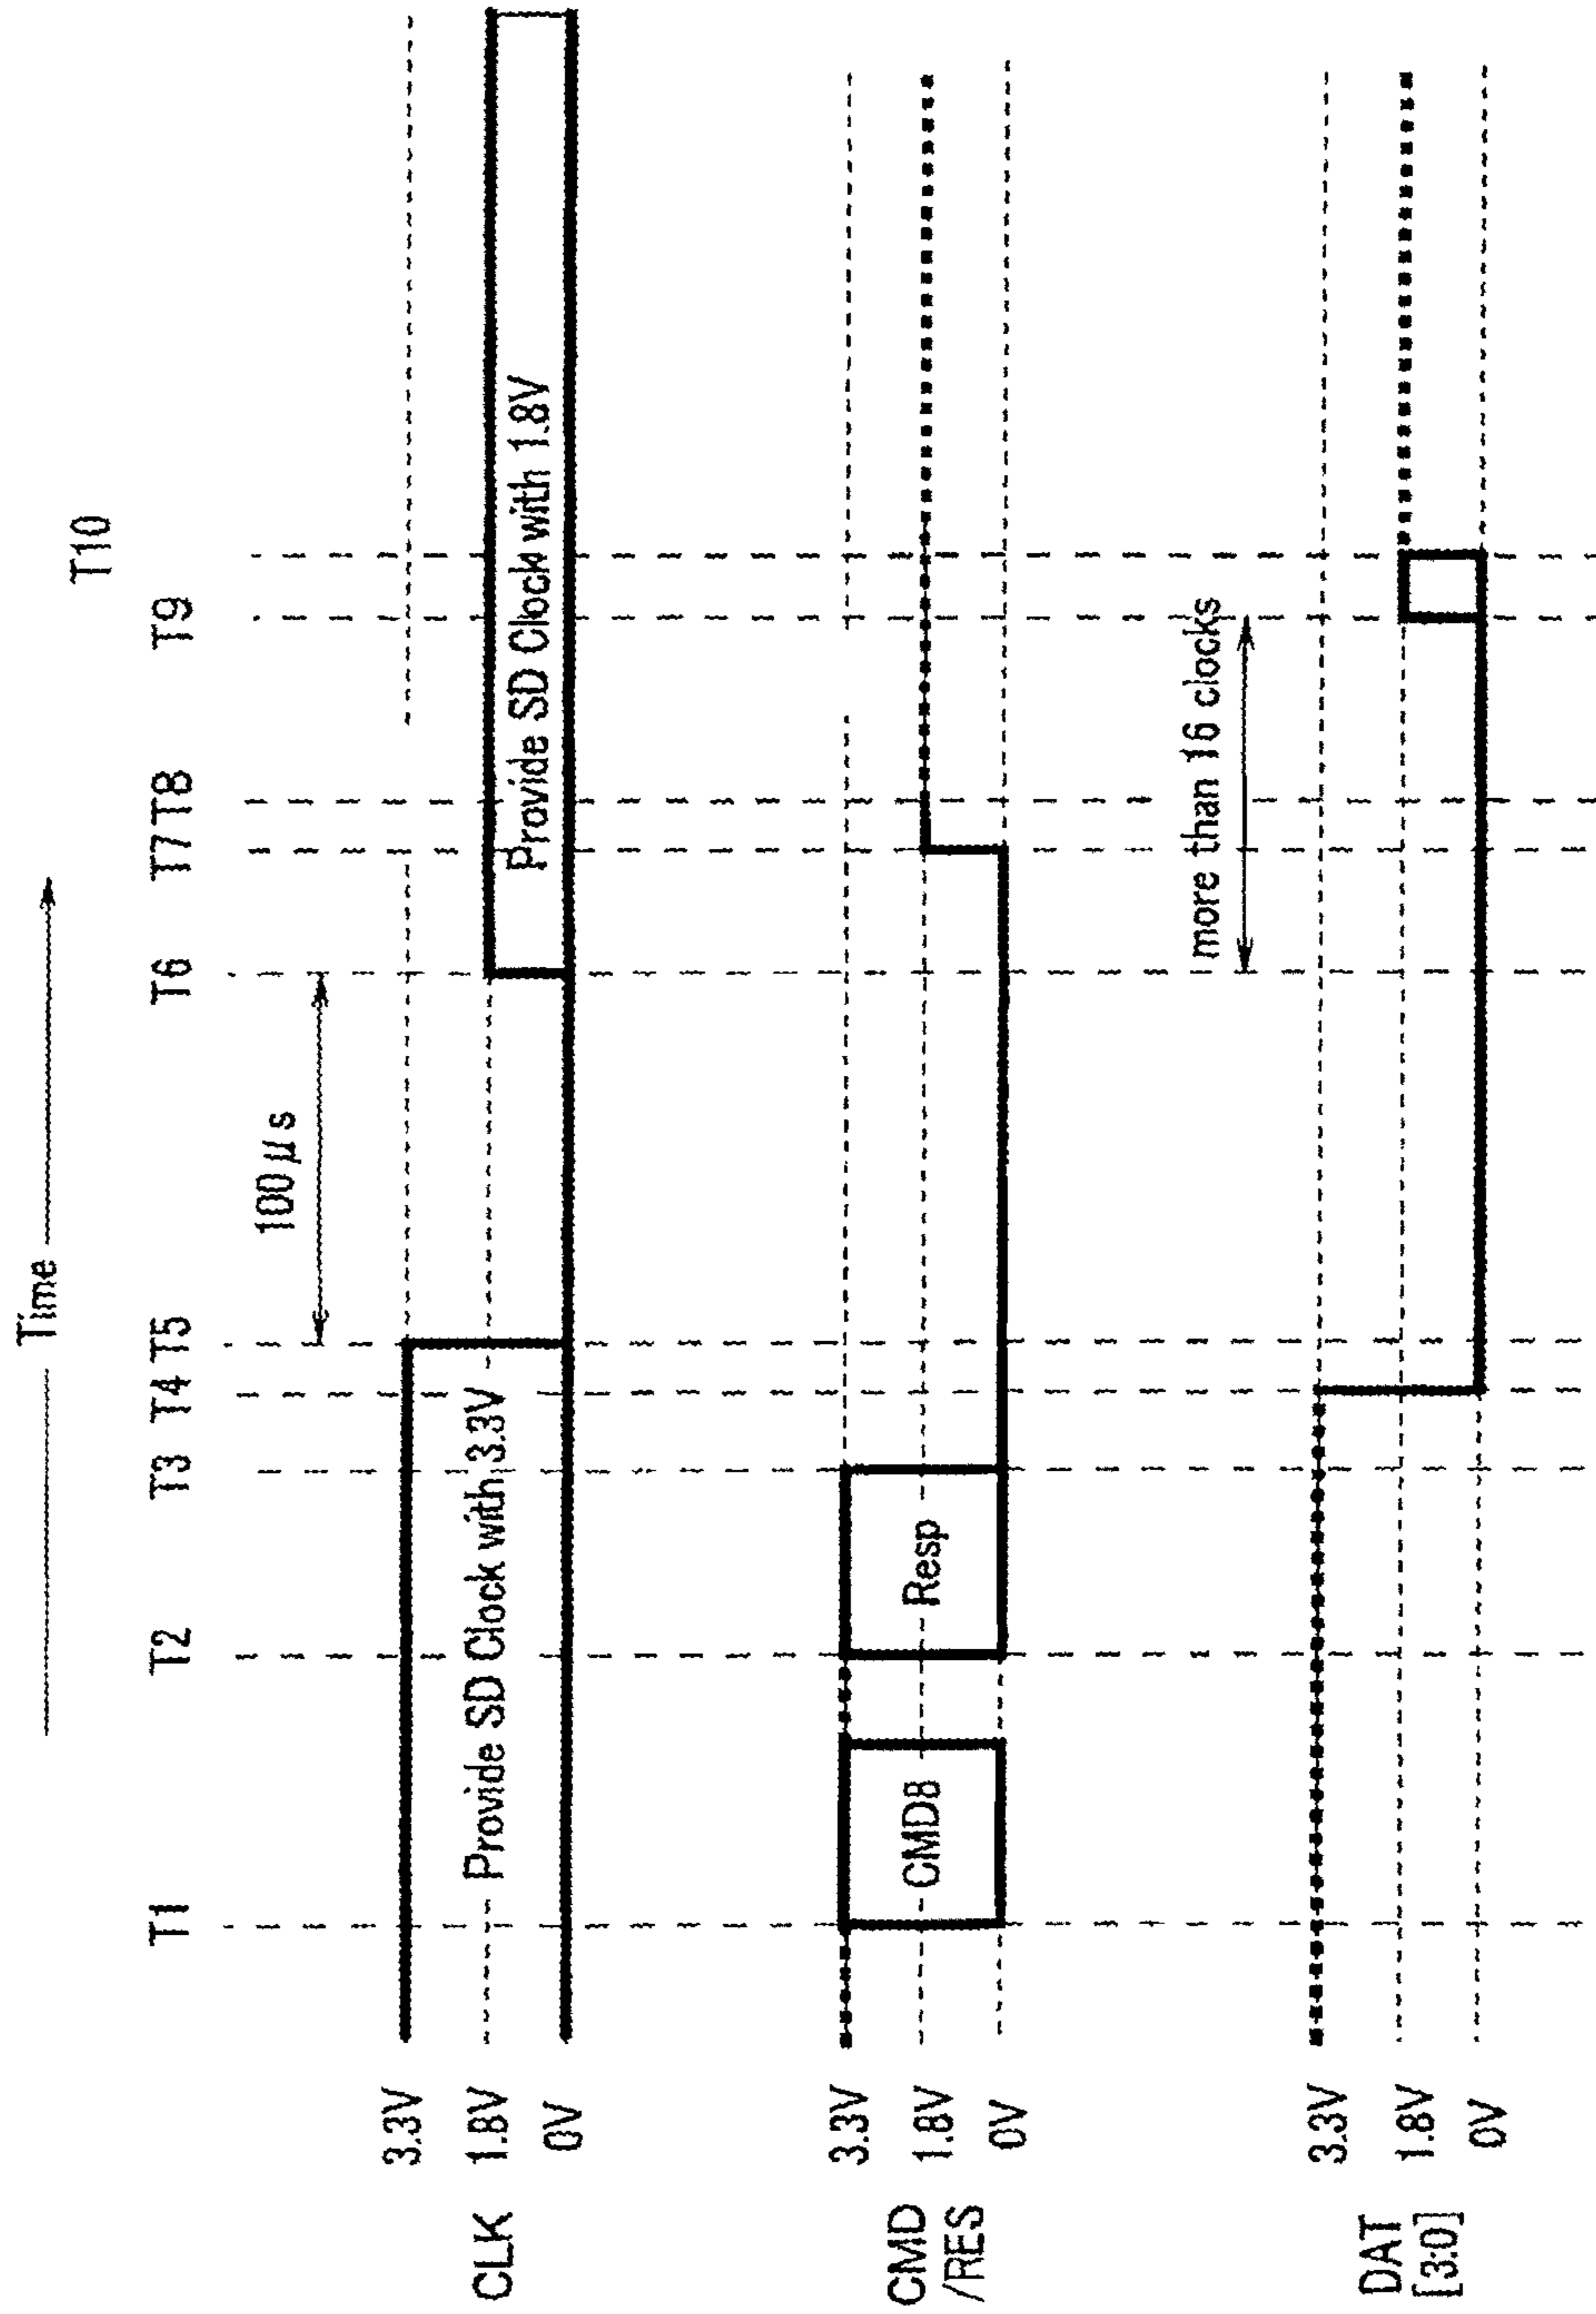 Time
T1
T2
T3
T4
T5
T6
T7
T8
T9
T10
100μs
CLK
3.3V
1.8V
0V
Provide SD Clock with 3.3V
Provide SD Clock with 1.8V
CMD
/RES
3.3V
1.8V
0V
CMD8
Resp
more than 16 clocks
DAT
[3:0]
3.3V
1.8V
0V